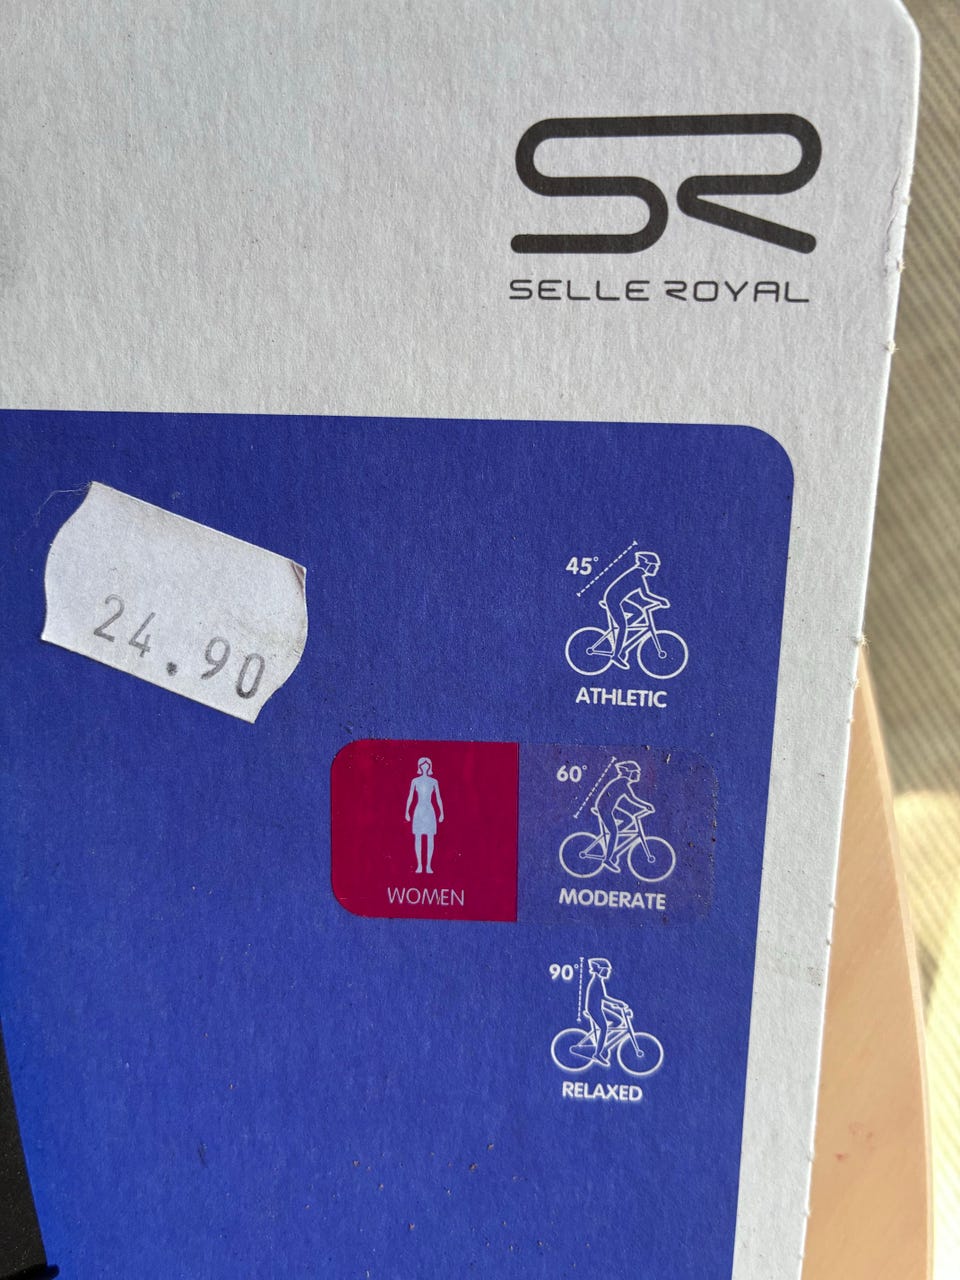 SR
SELLE ROYAL
24.90
45°
ATHLETIC
60°
WOMEN
MODERATE
90°
RELAXED